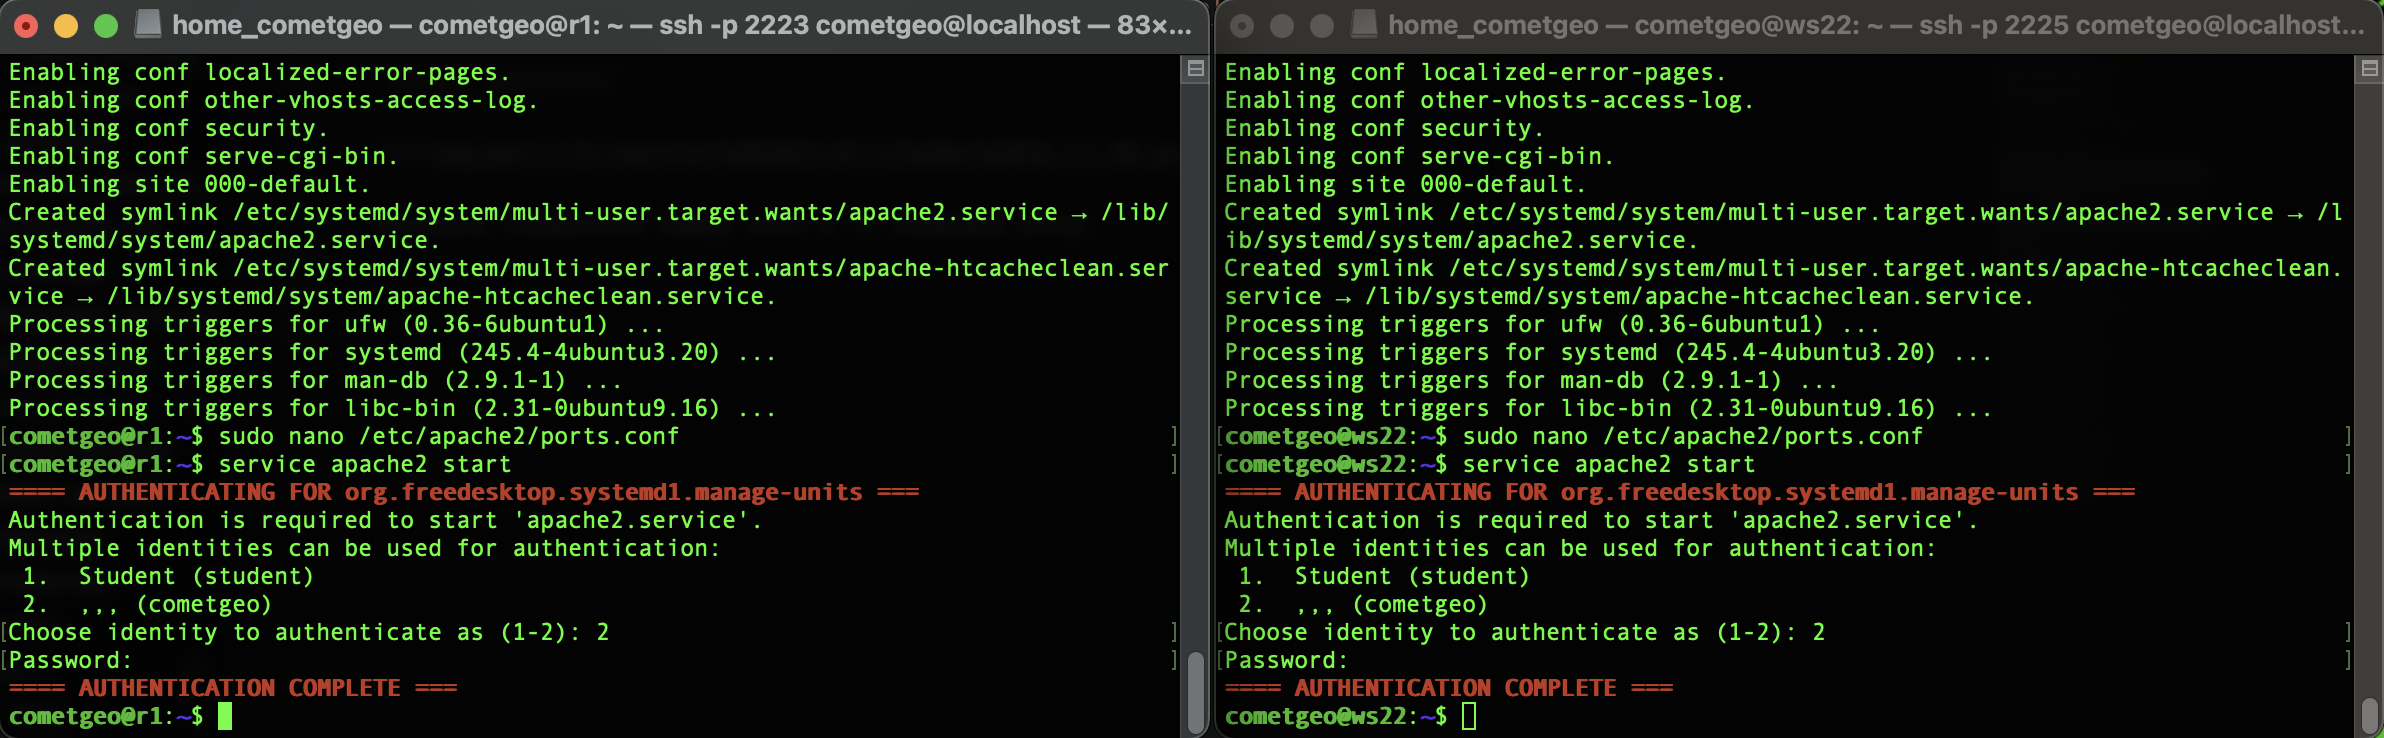 home_cometgeo — cometgeo@r1: ~ — ssh -p 2223 cometgeo@localhost — 83×...
Enabling conf localized-error-pages.
Enabling conf other-vhosts-access-log.
Enabling conf security.
Enabling conf serve-cgi-bin.
Enabling site 000-default.
Created symlink /etc/systemd/system/multi-user.target.wants/apache2.service → /lib/
systemd/system/apache2.service.
Created symlink /etc/systemd/system/multi-user.target.wants/apache-htcacheclean.ser
vice → /lib/systemd/system/apache-htcacheclean.service.
Processing triggers for ufw (0.36-6ubuntu1) ...
Processing triggers for systemd (245.4-4ubuntu3.20) ...
Processing triggers for man-db (2.9.1-1) ...
Processing triggers for libc-bin (2.31-0ubuntu9.16) ...
[cometgeo@r1:~$ sudo nano /etc/apache2/ports.conf ]
[cometgeo@r1:~$ service apache2 start ]
==== AUTHENTICATING FOR org.freedesktop.systemd1.manage-units ===
Authentication is required to start 'apache2.service'.
Multiple identities can be used for authentication:
 1.  Student (student)
 2.  ,,, (cometgeo)
[Choose identity to authenticate as (1-2): 2 ]
[Password: ]
==== AUTHENTICATION COMPLETE ===
cometgeo@r1:~$
home_cometgeo — cometgeo@ws22: ~ — ssh -p 2225 cometgeo@localhost...
Enabling conf localized-error-pages.
Enabling conf other-vhosts-access-log.
Enabling conf security.
Enabling conf serve-cgi-bin.
Enabling site 000-default.
Created symlink /etc/systemd/system/multi-user.target.wants/apache2.service → /l
ib/systemd/system/apache2.service.
Created symlink /etc/systemd/system/multi-user.target.wants/apache-htcacheclean.
service → /lib/systemd/system/apache-htcacheclean.service.
Processing triggers for ufw (0.36-6ubuntu1) ...
Processing triggers for systemd (245.4-4ubuntu3.20) ...
Processing triggers for man-db (2.9.1-1) ...
Processing triggers for libc-bin (2.31-0ubuntu9.16) ...
[cometgeo@ws22:~$ sudo nano /etc/apache2/ports.conf ]
[cometgeo@ws22:~$ service apache2 start ]
==== AUTHENTICATING FOR org.freedesktop.systemd1.manage-units ===
Authentication is required to start 'apache2.service'.
Multiple identities can be used for authentication:
 1.  Student (student)
 2.  ,,, (cometgeo)
[Choose identity to authenticate as (1-2): 2 ]
[Password: ]
==== AUTHENTICATION COMPLETE ===
cometgeo@ws22:~$